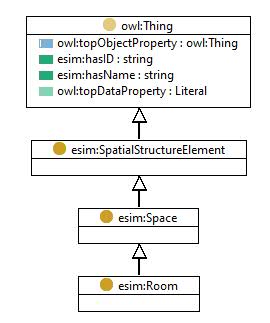 owl:Thing
owl:topObjectProperty : owl:Thing
esim:hasID : string
esim:hasName : string
owl:topDataProperty : Literal
esim:SpatialStructureElement
esim:Space
esim:Room